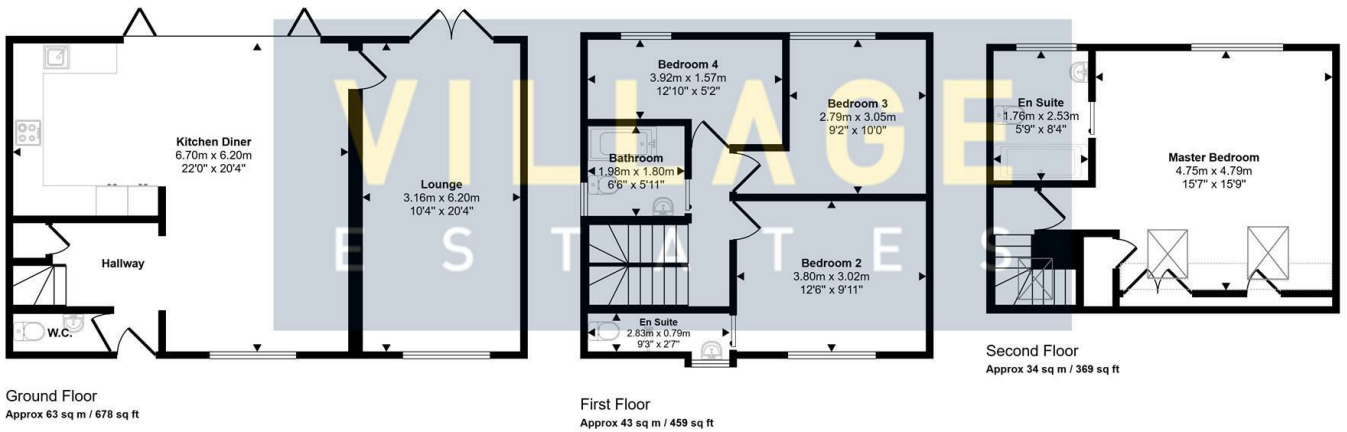 VILLAGE
ESTATES
Kitchen Diner
6.70m x 6.20m
22'0" x 20'4"
Lounge
3.16m x 6.20m
10'4" x 20'4"
Hallway
W.C.
Ground Floor
Approx 63 sq m / 678 sq ft
Bedroom 4
3.92m x 1.57m
12'10" x 5'2"
Bedroom 3
2.79m x 3.05m
9'2" x 10'0"
Bathroom
1.98m x 1.80m
6'6" x 5'11"
Bedroom 2
3.80m x 3.02m
12'6" x 9'11"
En Suite
2.83m x 0.79m
9'3" x 2'7"
First Floor
Approx 43 sq m / 459 sq ft
En Suite
1.76m x 2.53m
5'9" x 8'4"
Master Bedroom
4.75m x 4.79m
15'7" x 15'9"
Second Floor
Approx 34 sq m / 369 sq ft